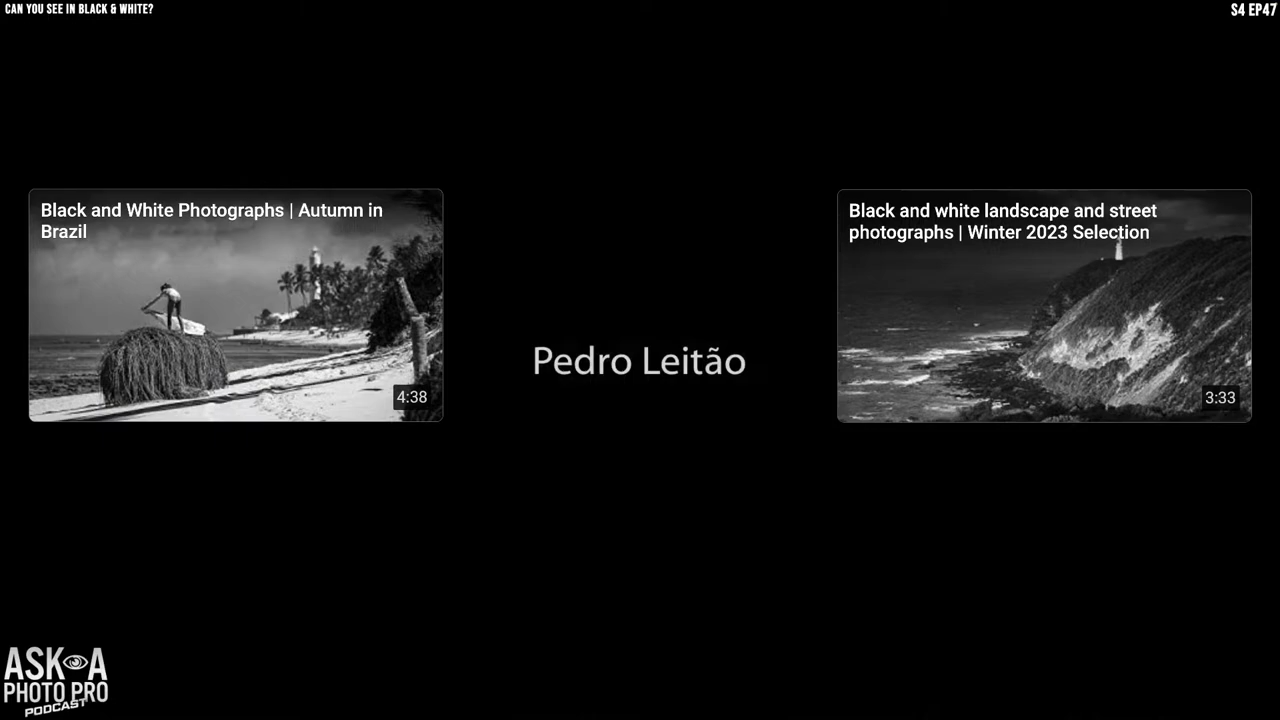 CAN YOU SEE IN BLACK & WHITE?
S4 EP47
Black and White Photographs | Autumn in
Brazil
4:38
Pedro Leitão
Black and white landscape and street
photographs | Winter 2023 Selection
3:33
ASK A
PHOTO PRO
PODCAST